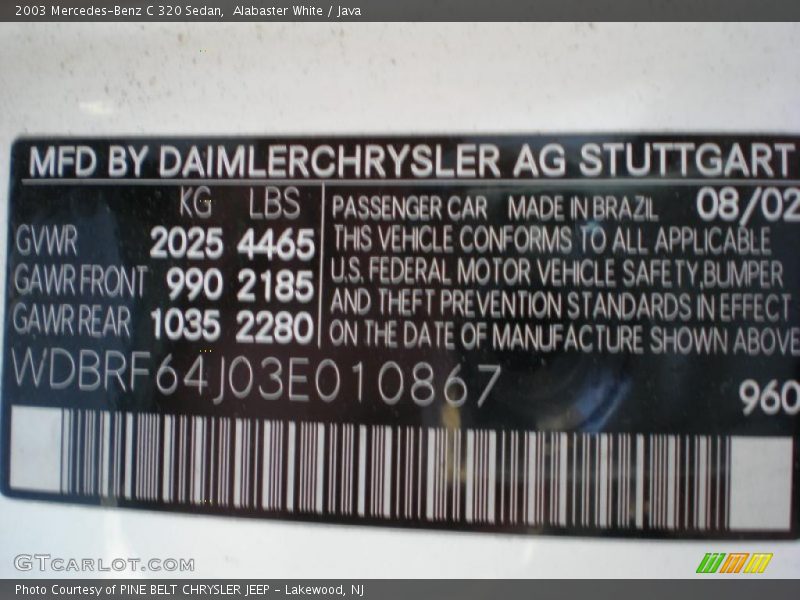 2003 Mercedes-Benz C 320 Sedan, Alabaster White / Java
MFD BY DAIMLERCHRYSLER AG STUTTGART
KG LBS
GVWR 2025 4465
GAWR FRONT 990 2185
GAWR REAR 1035 2280
PASSENGER CAR MADE IN BRAZIL 08/02
THIS VEHICLE CONFORMS TO ALL APPLICABLE
U.S. FEDERAL MOTOR VEHICLE SAFETY,BUMPER
AND THEFT PREVENTION STANDARDS IN EFFECT
ON THE DATE OF MANUFACTURE SHOWN ABOVE
WDBRF64J03E010867
960
GTCARLOT.COM
Photo Courtesy of PINE BELT CHRYSLER JEEP - Lakewood, NJ